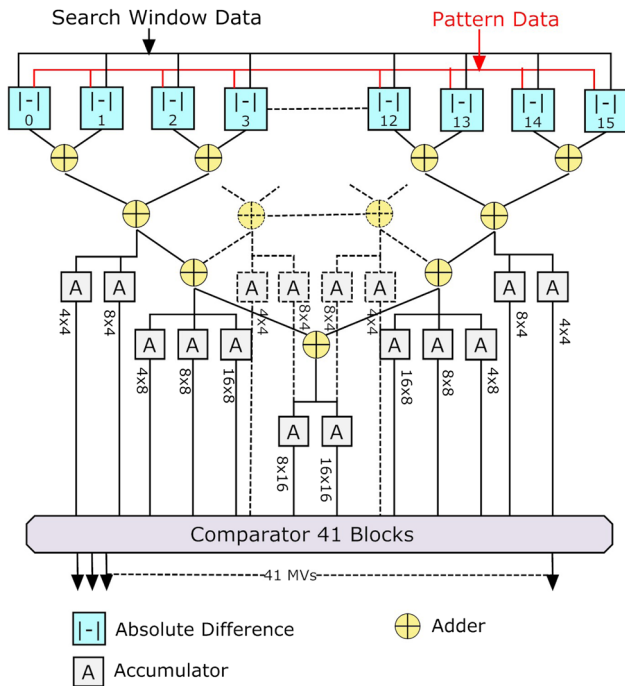 Search Window Data
Pattern Data
|-| |-| |-| |-| |-| |-| |-| |-|
0 1 2 3 12 13 14 15
A A A A A A A A
4x4 8x4 4x4 8x4 8x4 4x4 8x4 4x4
A A A A A A
4x8 8x8 16x8 16x8 8x8 4x8
A A
8x16 16x16
Comparator 41 Blocks
41 MVs
|-| Absolute Difference
Adder
A Accumulator